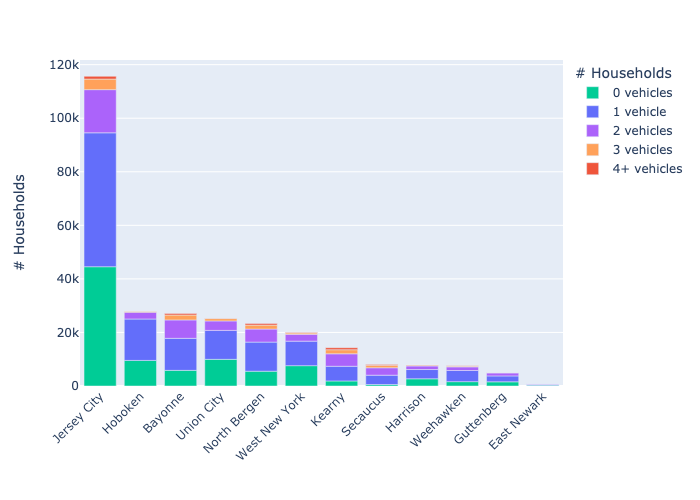 # Households
0 vehicles
1 vehicle
2 vehicles
3 vehicles
4+ vehicles
# Households
120k
100k
80k
60k
40k
20k
0
Jersey City
Hoboken
Bayonne
Union City
North Bergen
West New York
Kearny
Secaucus
Harrison
Weehawken
Guttenberg
East Newark